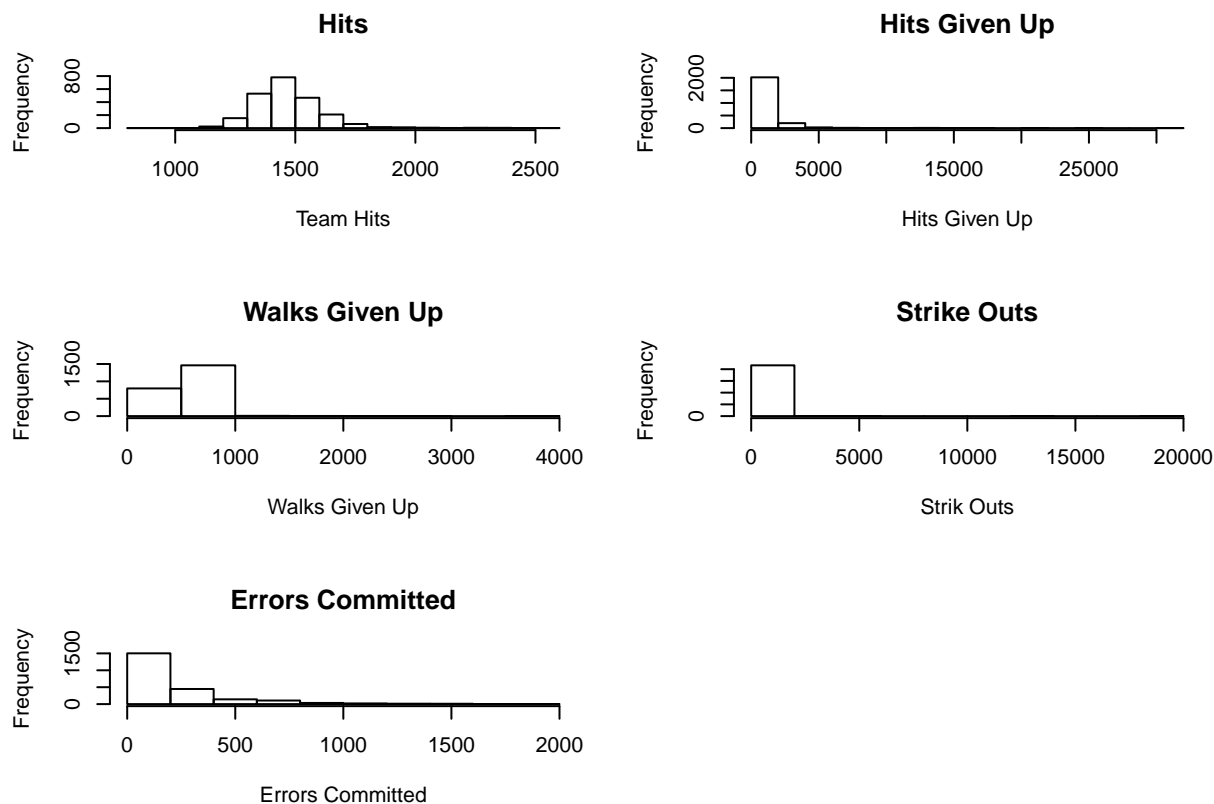 Hits
Frequency
0 800
1000 1500 2000 2500
Team Hits
Hits Given Up
Frequency
0 2000
0 5000 15000 25000
Hits Given Up
Walks Given Up
Frequency
0 1500
0 1000 2000 3000 4000
Walks Given Up
Strike Outs
Frequency
0
0 5000 10000 15000 20000
Strik Outs
Errors Committed
Frequency
0 1500
0 500 1000 1500 2000
Errors Committed